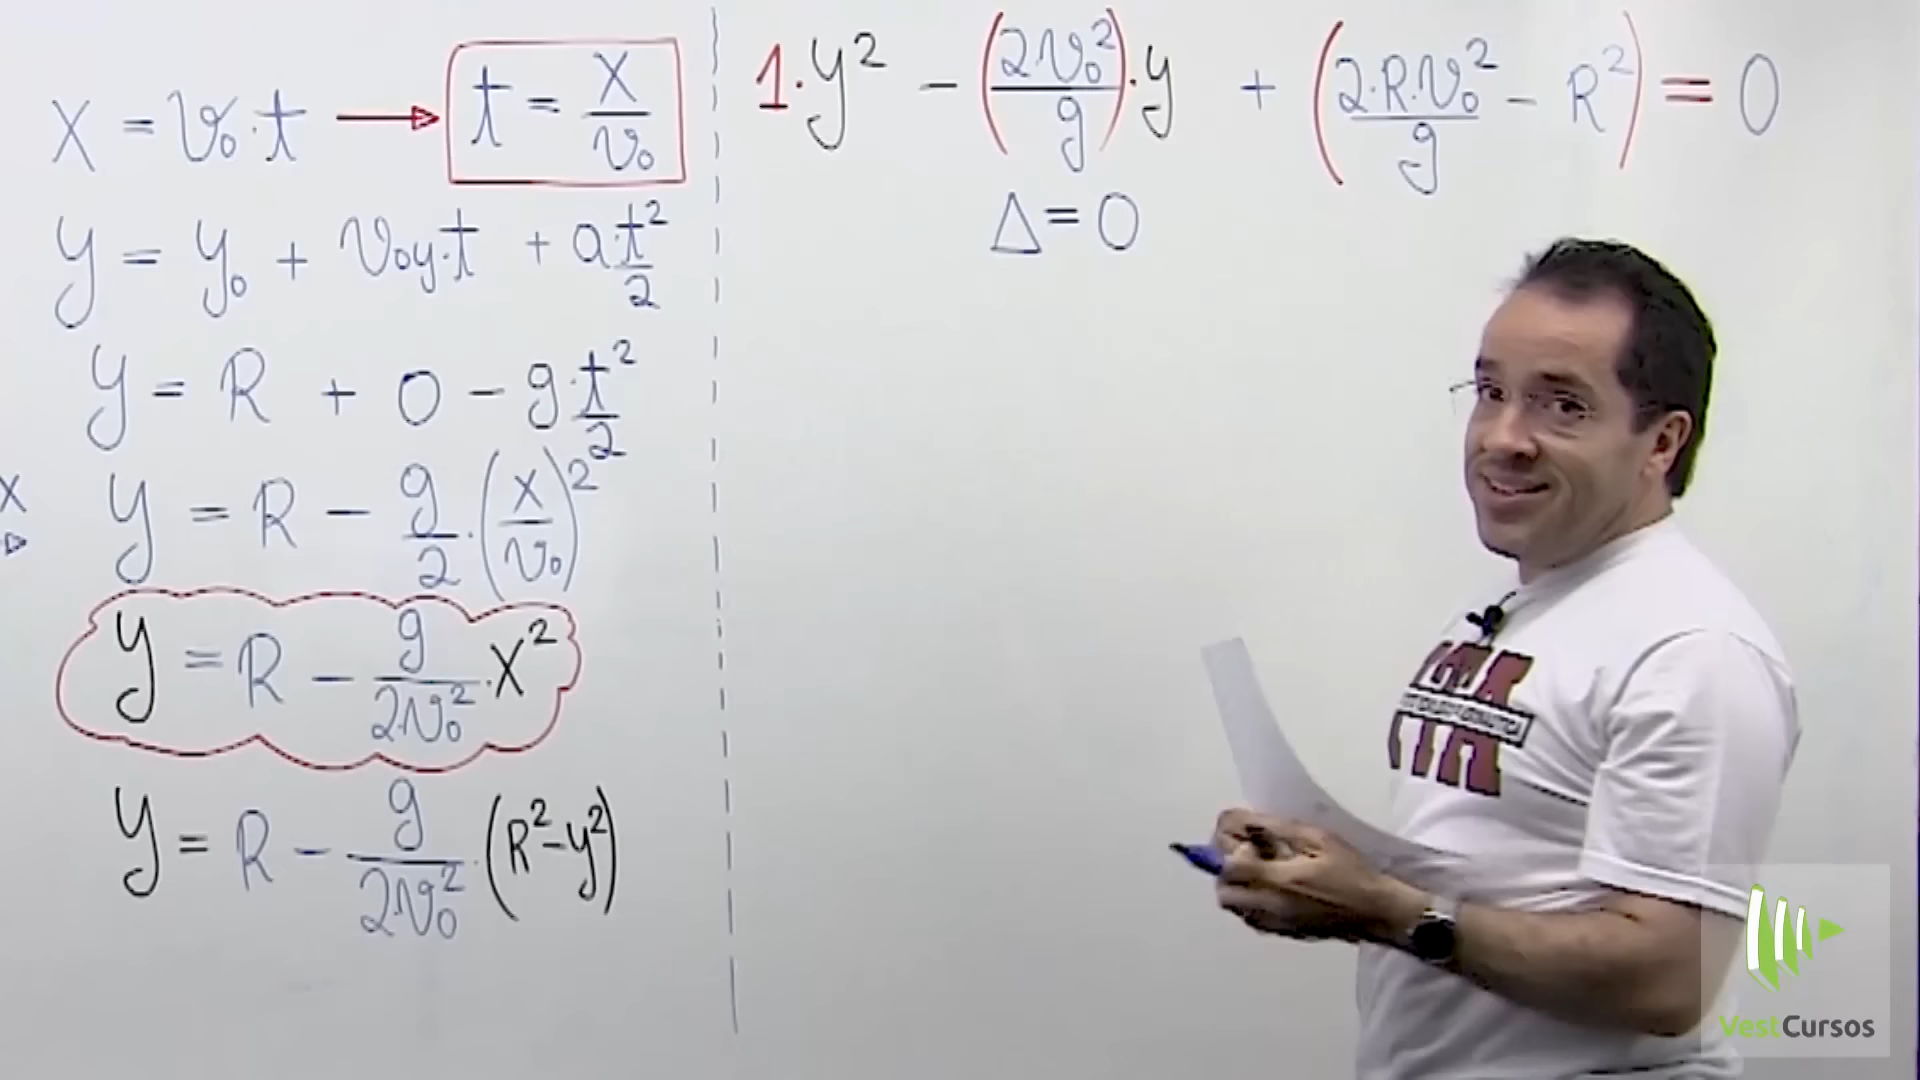 x = v₀·t → t = x/v₀
y = y₀ + v₀y·t + a·t²/2
y = R + 0 − g·t²/2
x
y = R − g/2·(x/v₀)²
y = R − g/2v₀²·x²
y = R − g/2v₀²·(R²−y²)
1·y² − (2v₀²/g)·y + (2·R·v₀²/g − R²) = 0
Δ = 0
VestCursos